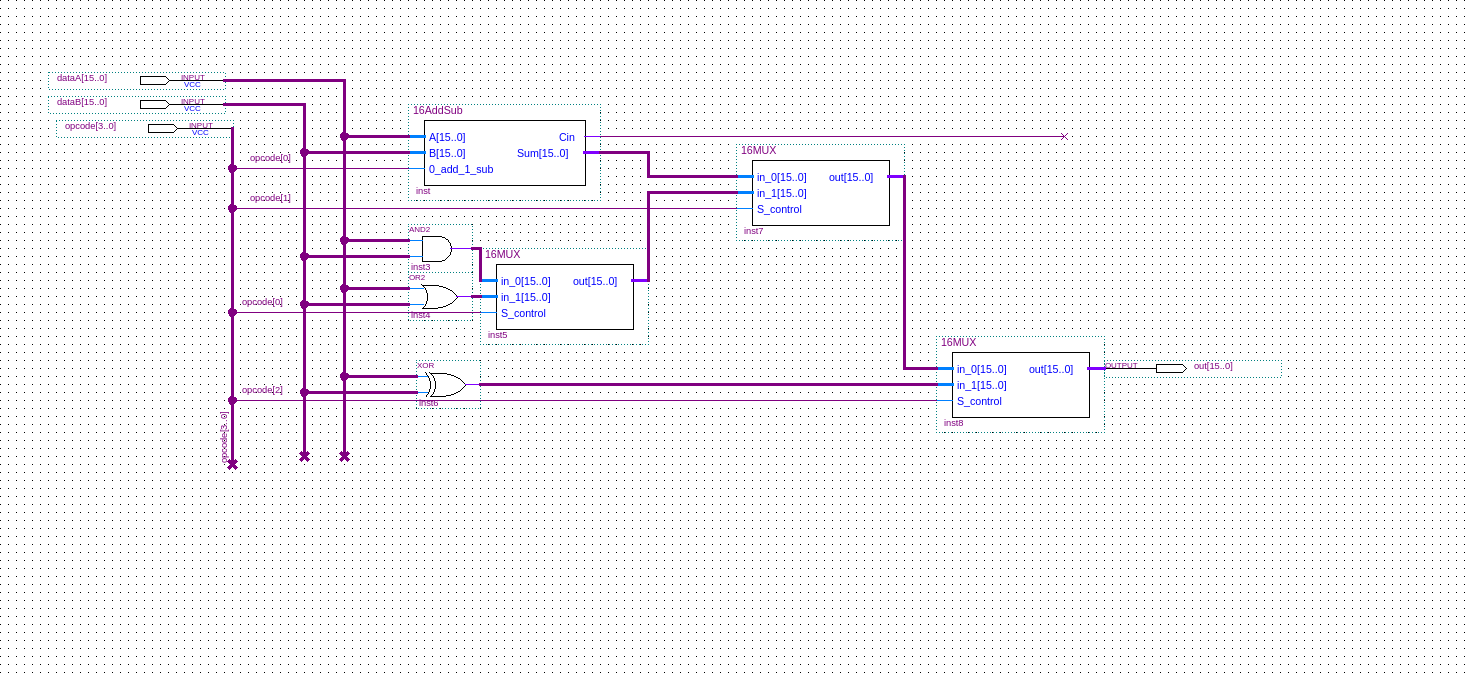 dataA[15..0]
INPUT
VCC
dataB[15..0]
INPUT
VCC
opcode[3..0]
INPUT
VCC
16AddSub
A[15..0]
Cin
B[15..0]
Sum[15..0]
0_add_1_sub
inst
opcode[0]
opcode[1]
16MUX
in_0[15..0]
out[15..0]
in_1[15..0]
S_control
inst7
AND2
inst3
OR2
inst4
opcode[0]
16MUX
in_0[15..0]
out[15..0]
in_1[15..0]
S_control
inst5
XOR
inst6
opcode[2]
opcode[3..0]
16MUX
in_0[15..0]
out[15..0]
in_1[15..0]
S_control
inst8
OUTPUT
out[15..0]